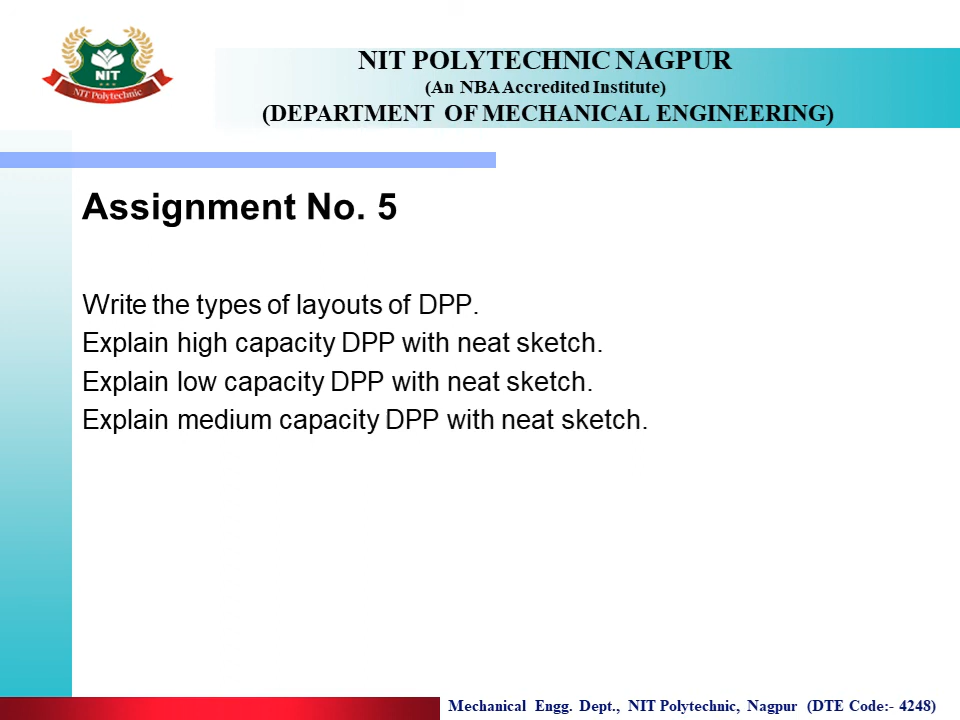 NIT POLYTECHNIC NAGPUR
(An NBA Accredited Institute)
(DEPARTMENT OF MECHANICAL ENGINEERING)
NIT
NIT Polytechnic
Assignment No. 5
Write the types of layouts of DPP.
Explain high capacity DPP with neat sketch.
Explain low capacity DPP with neat sketch.
Explain medium capacity DPP with neat sketch.
Mechanical Engg. Dept., NIT Polytechnic, Nagpur (DTE Code:- 4248)